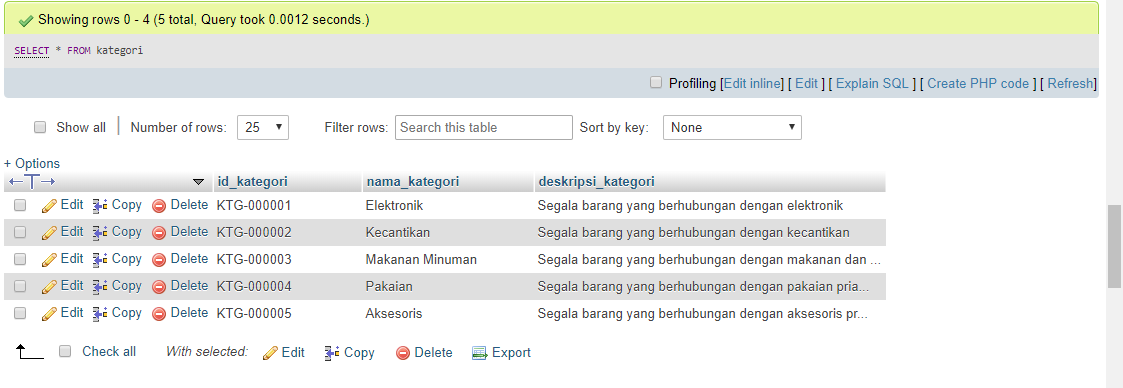 Showing rows 0 - 4 (5 total, Query took 0.0012 seconds.)
SELECT * FROM kategori
Profiling [Edit inline] [ Edit ] [ Explain SQL ] [ Create PHP code ] [ Refresh]
Show all Number of rows: 25 Filter rows: Search this table Sort by key: None
+ Options
id_kategori nama_kategori deskripsi_kategori
Edit Copy Delete KTG-000001 Elektronik Segala barang yang berhubungan dengan elektronik
Edit Copy Delete KTG-000002 Kecantikan Segala barang yang berhubungan dengan kecantikan
Edit Copy Delete KTG-000003 Makanan Minuman Segala barang yang berhubungan dengan makanan dan ...
Edit Copy Delete KTG-000004 Pakaian Segala barang yang berhubungan dengan pakaian pria...
Edit Copy Delete KTG-000005 Aksesoris Segala barang yang berhubungan dengan aksesoris pr...
Check all With selected: Edit Copy Delete Export